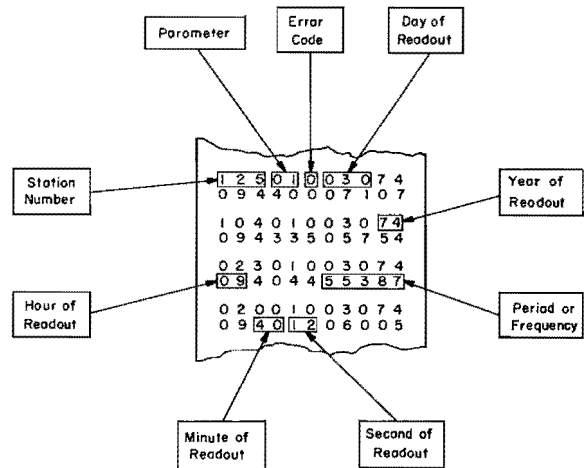 Parometer
Errar
Code
Day of
Readout
Station
Number
1 2 5 0 1 0 0 3 0 7 4
0 9 4 4 0 0 0 7 1 0 7
Year of
Readout
1 0 4 0 1 0 0 3 0 7 4
0 9 4 3 3 5 0 5 7 5 4
Hour of
Readout
0 2 3 0 1 0 0 3 0 7 4
0 9 4 0 4 4 5 5 3 8 7
Period or
Frequency
0 2 0 0 1 0 0 3 0 7 4
0 9 4 0 1 2 0 6 0 0 5
Minute of
Readout
Second of
Readout